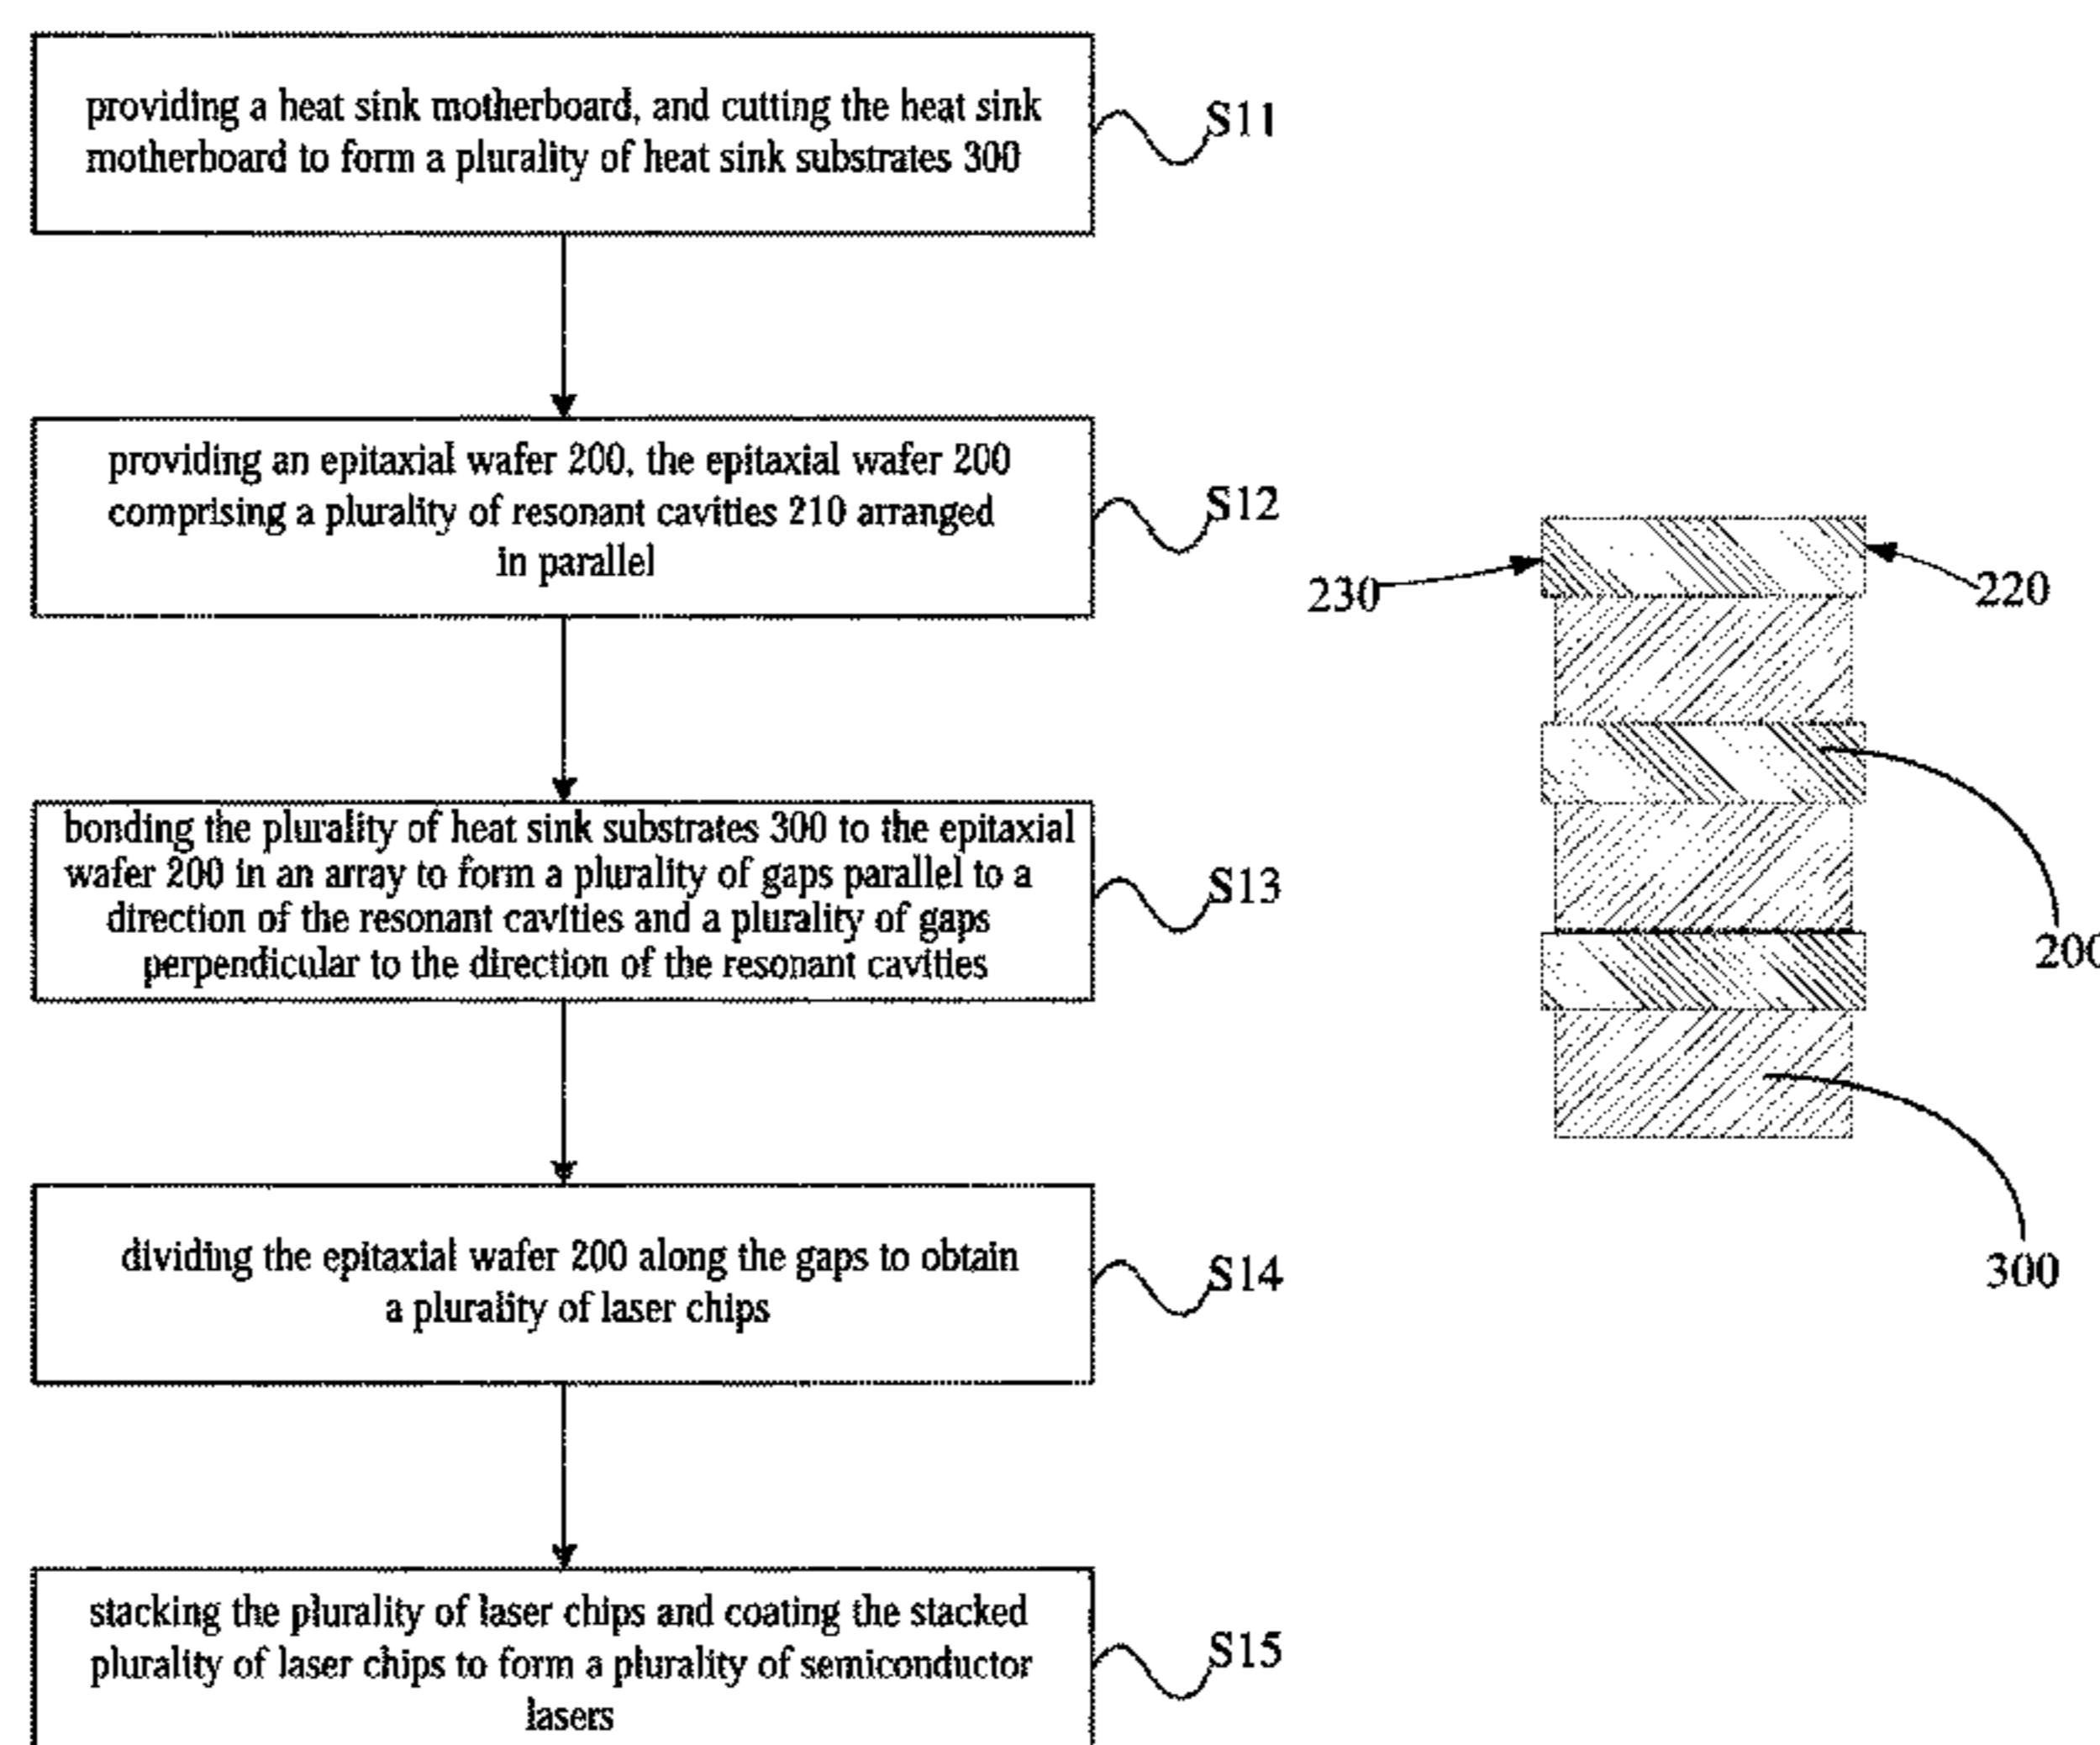 providing a heat sink motherboard, and cutting the heat sink
motherboard to form a plurality of heat sink substrates 300
S11
providing an epitaxial wafer 200, the epitaxial wafer 200
comprising a plurality of resonant cavities 210 arranged
in parallel
S12
bonding the plurality of heat sink substrates 300 to the epitaxial
wafer 200 in an array to form a plurality of gaps parallel to a
direction of the resonant cavities and a plurality of gaps
perpendicular to the direction of the resonant cavities
S13
dividing the epitaxial wafer 200 along the gaps to obtain
a plurality of laser chips
S14
stacking the plurality of laser chips and coating the stacked
plurality of laser chips to form a plurality of semiconductor
lasers
S15
230
220
200
300